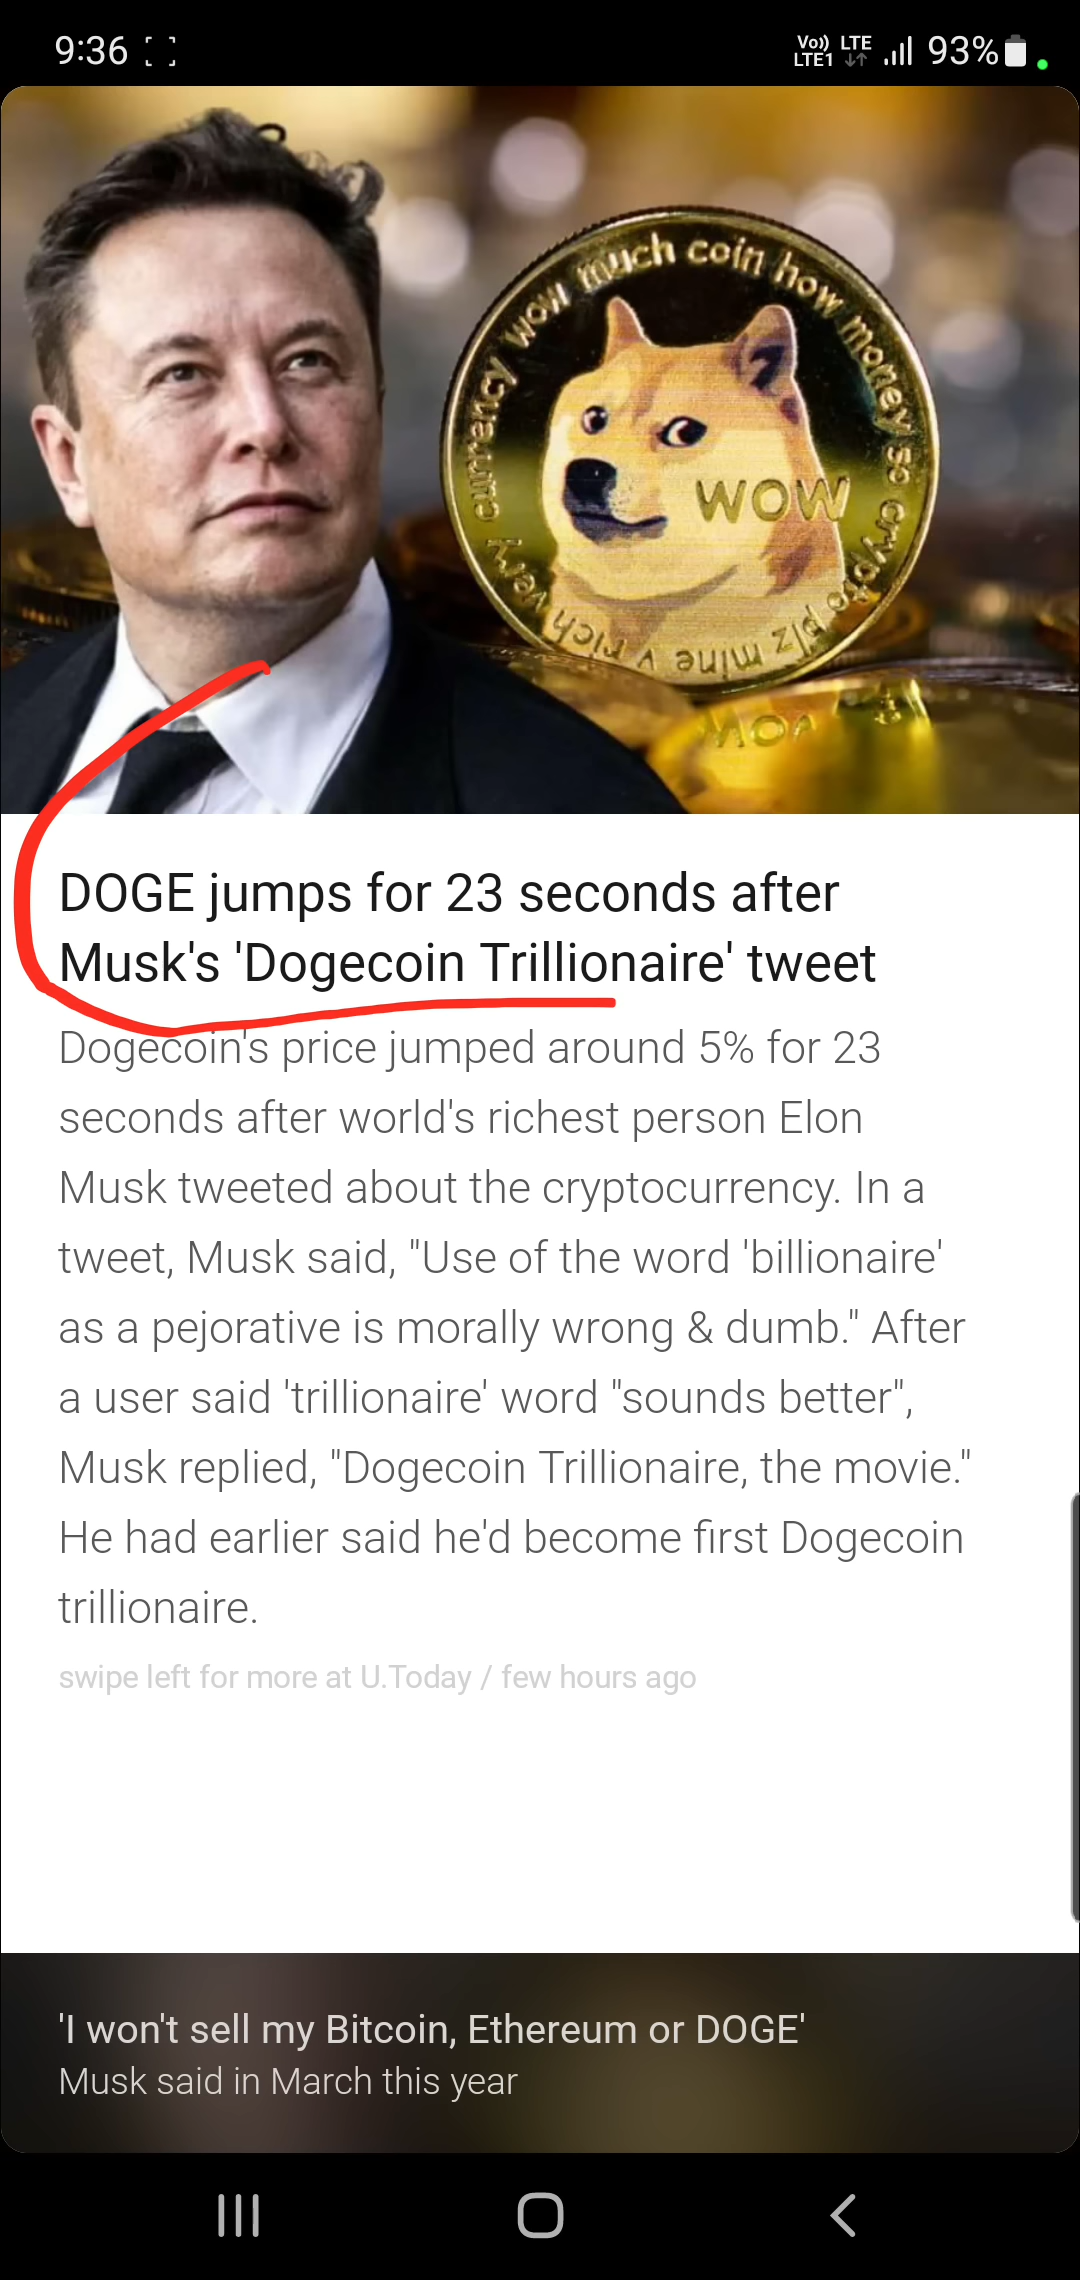 9:36
Vo)) LTE
LTE1
93%
currency wow much coin how money so crypto plz mine v rich very
WOW
WOW
DOGE jumps for 23 seconds after
Musk's 'Dogecoin Trillionaire' tweet
Dogecoin's price jumped around 5% for 23
seconds after world's richest person Elon
Musk tweeted about the cryptocurrency. In a
tweet, Musk said, "Use of the word 'billionaire'
as a pejorative is morally wrong & dumb." After
a user said 'trillionaire' word "sounds better",
Musk replied, "Dogecoin Trillionaire, the movie."
He had earlier said he'd become first Dogecoin
trillionaire.
swipe left for more at U.Today / few hours ago
'I won't sell my Bitcoin, Ethereum or DOGE'
Musk said in March this year